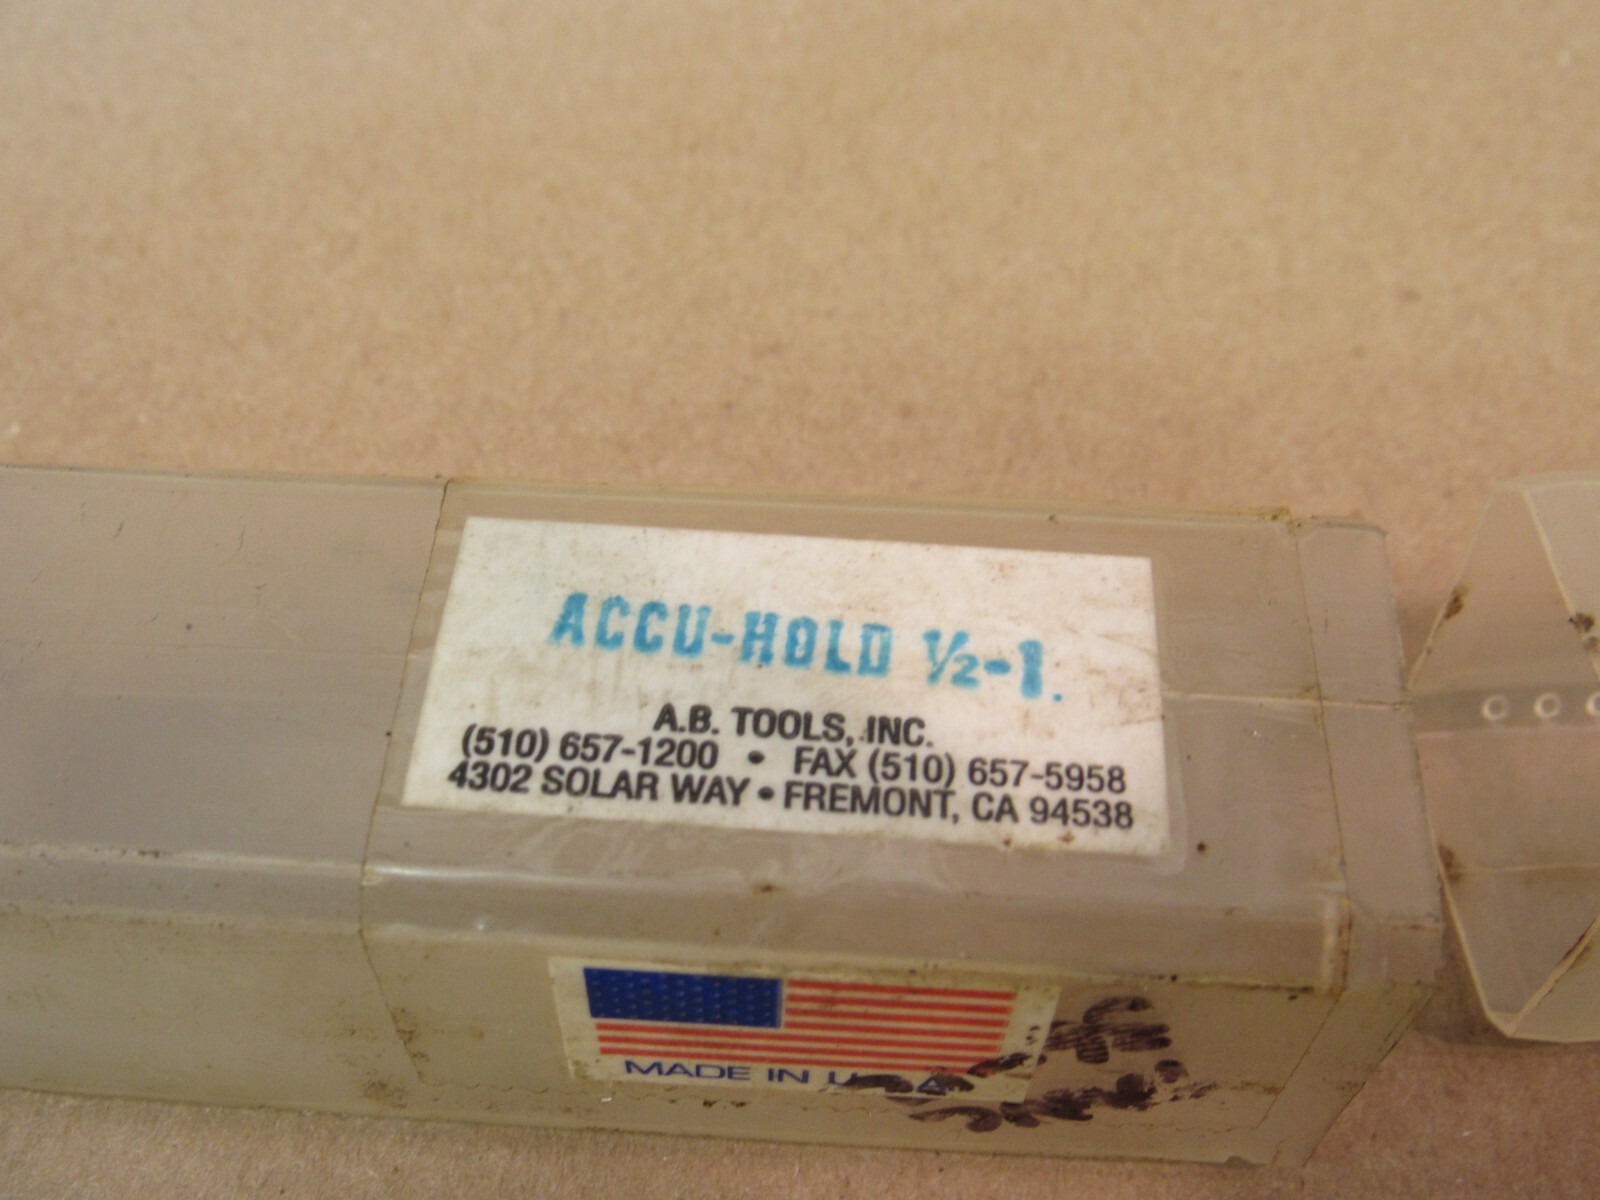 ACCU-HOLD ½-1.
A.B. TOOLS, INC.
(510) 657-1200 • FAX (510) 657-5958
4302 SOLAR WAY • FREMONT, CA 94538
MADE IN U.S.A.